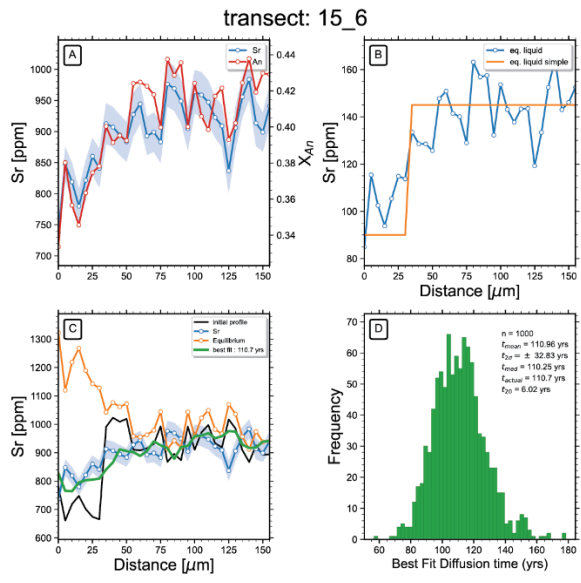 transect: 15_6
A
Sr
An
Sr [ppm]
1000
950
900
850
800
750
700
0.44
0.42
0.40
0.38
0.36
0.34
X_An
0 25 50 75 100 125 150
B
eq. liquid
eq. liquid simple
Sr [ppm]
160
140
120
100
80
0 25 50 75 100 125 150
Distance [μm]
C
initial profile
Sr
Equilibrium
best fit : 110.7 yrs
Sr [ppm]
1300
1200
1100
1000
900
800
700
600
0 25 50 75 100 125 150
Distance [μm]
D
n = 1000
t_mean = 110.96 yrs
t_2σ = ± 32.83 yrs
t_med = 110.25 yrs
t_actual = 110.7 yrs
t_20 = 6.02 yrs
Frequency
70
60
50
40
30
20
10
0
60 80 100 120 140 160 180
Best Fit Diffusion time (yrs)